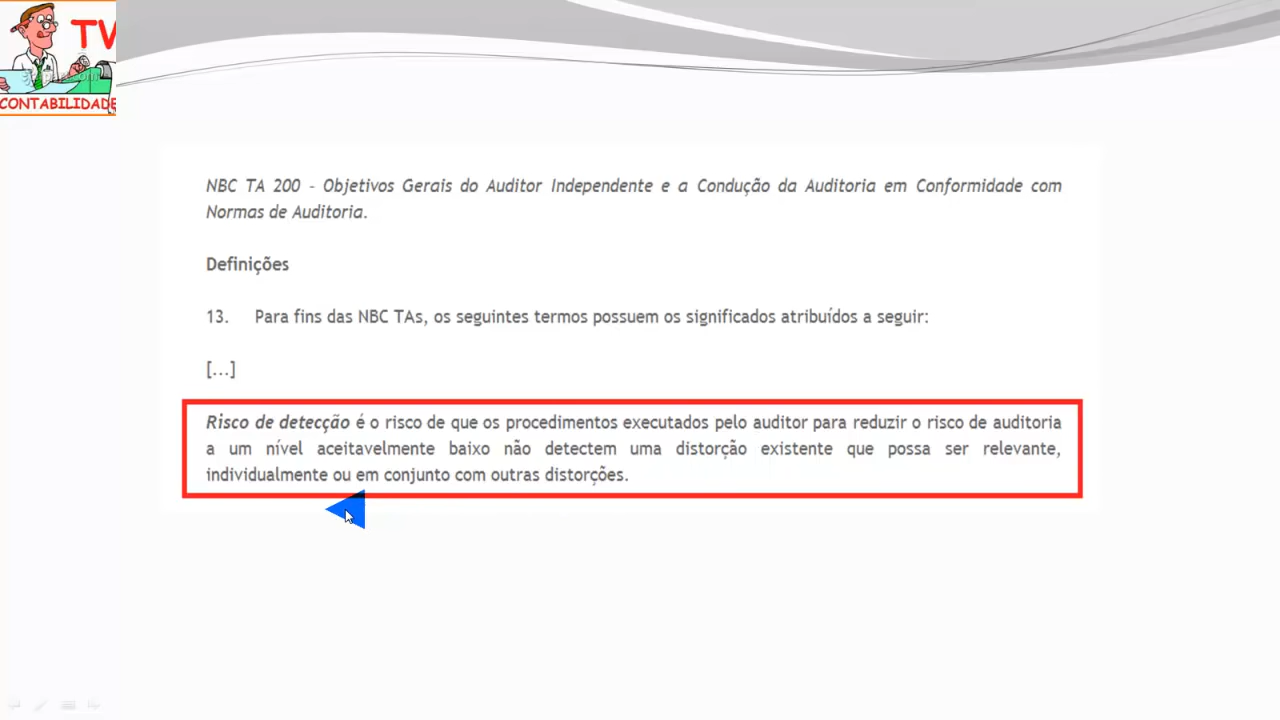 TV
CONTABILIDADE
NBC TA 200 – Objetivos Gerais do Auditor Independente e a Condução da Auditoria em Conformidade com
Normas de Auditoria.
Definições
13. Para fins das NBC TAs, os seguintes termos possuem os significados atribuídos a seguir:
[...]
Risco de detecção é o risco de que os procedimentos executados pelo auditor para reduzir o risco de auditoria
a um nível aceitavelmente baixo não detectem uma distorção existente que possa ser relevante,
individualmente ou em conjunto com outras distorções.